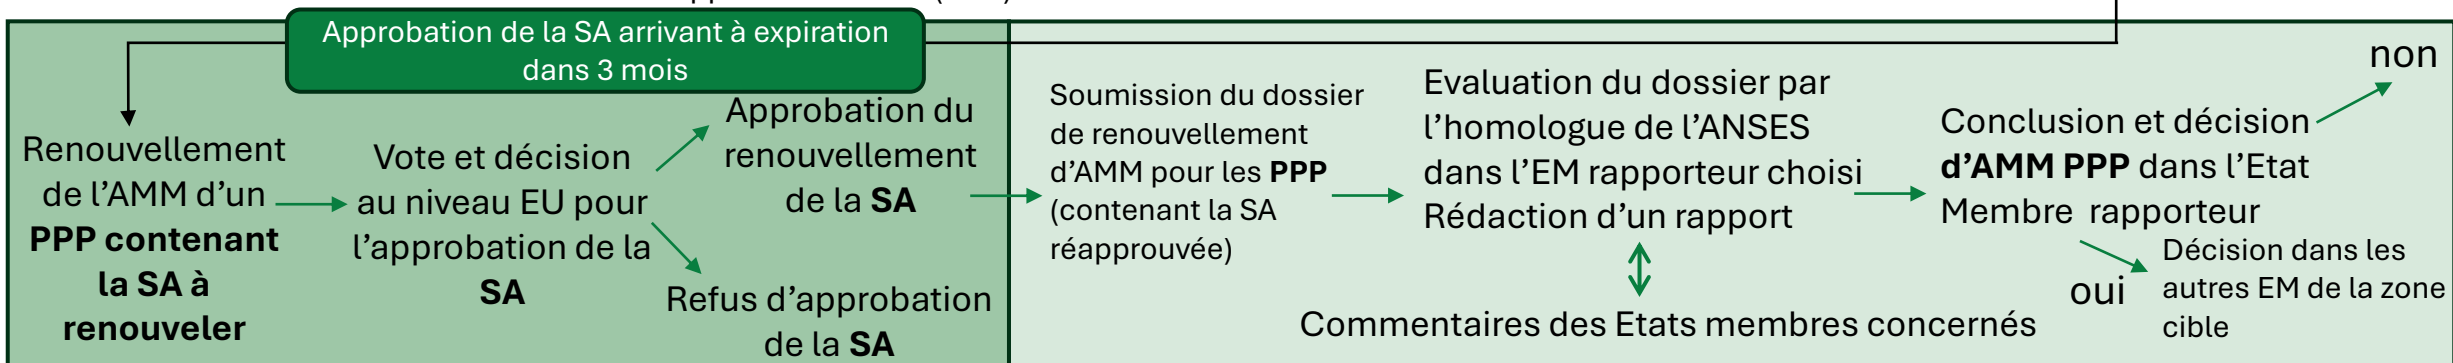 Approbation de la SA arrivant à expiration
dans 3 mois
Renouvellement
de l’AMM d’un
PPP contenant
la SA à
renouveler
Vote et décision
au niveau EU pour
l’approbation de la
SA
Approbation du
renouvellement
de la SA
Refus d’approbation
de la SA
Soumission du dossier
de renouvellement
d’AMM pour les PPP
(contenant la SA
réapprouvée)
Evaluation du dossier par
l’homologue de l’ANSES
dans l’EM rapporteur choisi
Rédaction d’un rapport
Commentaires des Etats membres concernés
Conclusion et décision
d’AMM PPP dans l’Etat
Membre rapporteur
non
oui
Décision dans les
autres EM de la zone
cible